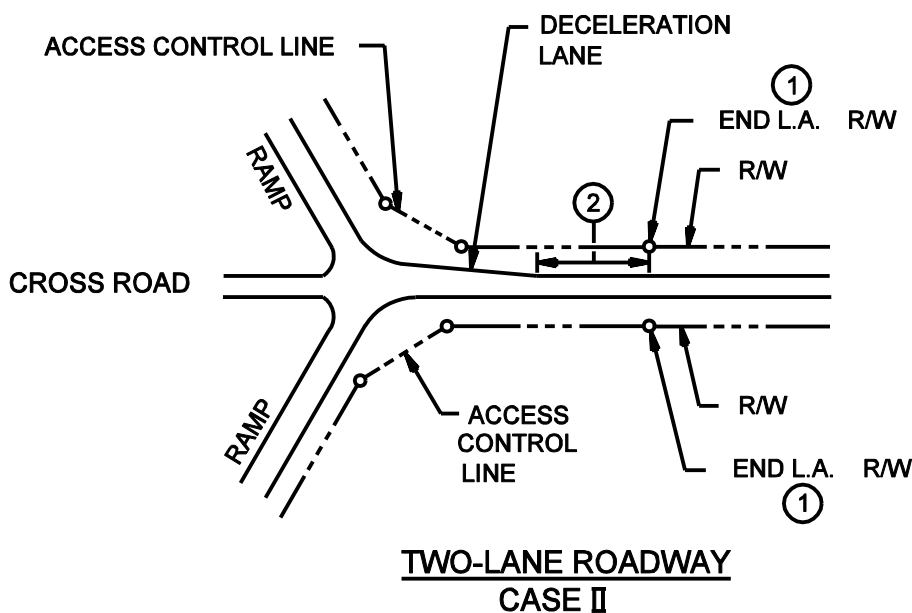 ACCESS CONTROL LINE
DECELERATION
LANE
1
END L.A. R/W
R/W
RAMP
2
CROSS ROAD
RAMP
ACCESS
CONTROL
LINE
R/W
END L.A. R/W
1
TWO-LANE ROADWAY
CASE II